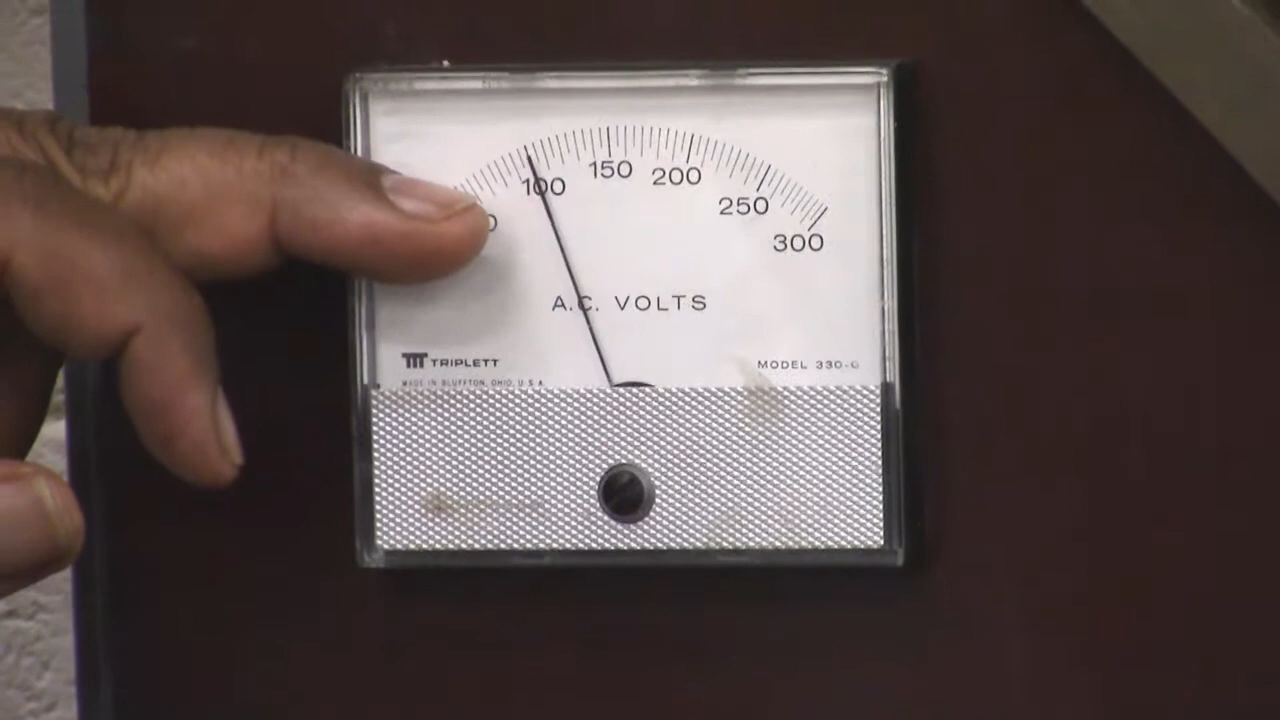 100 150 200 250 300
A.C. VOLTS
TRIPLETT
MODEL 330-G
MADE IN BLUFFTON, OHIO, U.S.A.